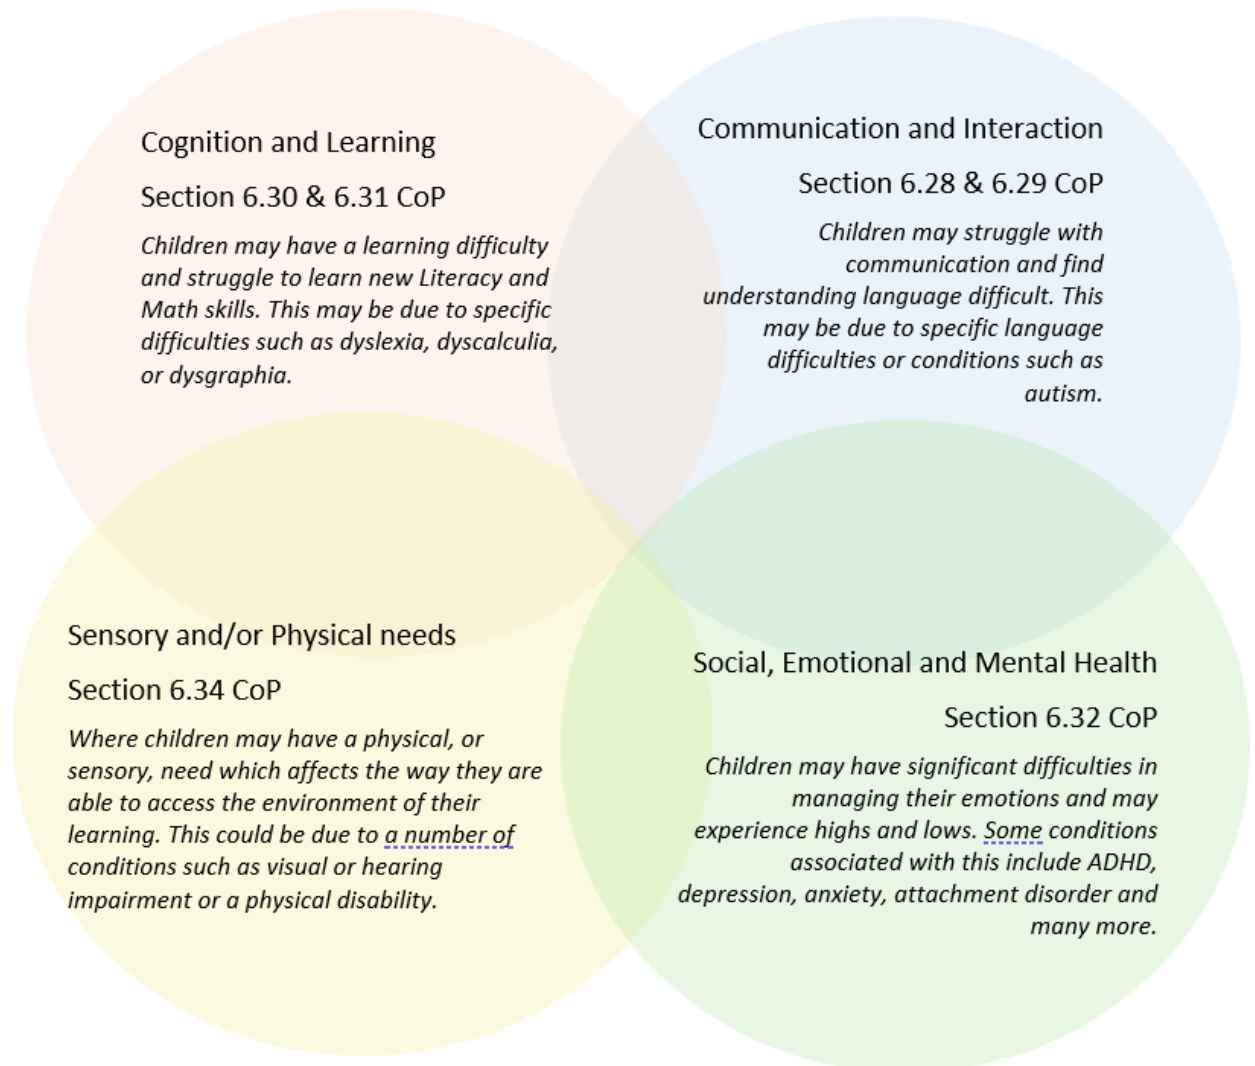 Cognition and Learning
Section 6.30 & 6.31 CoP
Children may have a learning difficulty
and struggle to learn new Literacy and
Math skills. This may be due to specific
difficulties such as dyslexia, dyscalculia,
or dysgraphia.
Communication and Interaction
Section 6.28 & 6.29 CoP
Children may struggle with
communication and find
understanding language difficult. This
may be due to specific language
difficulties or conditions such as
autism.
Sensory and/or Physical needs
Section 6.34 CoP
Where children may have a physical, or
sensory, need which affects the way they are
able to access the environment of their
learning. This could be due to a number of
conditions such as visual or hearing
impairment or a physical disability.
Social, Emotional and Mental Health
Section 6.32 CoP
Children may have significant difficulties in
managing their emotions and may
experience highs and lows. Some conditions
associated with this include ADHD,
depression, anxiety, attachment disorder and
many more.